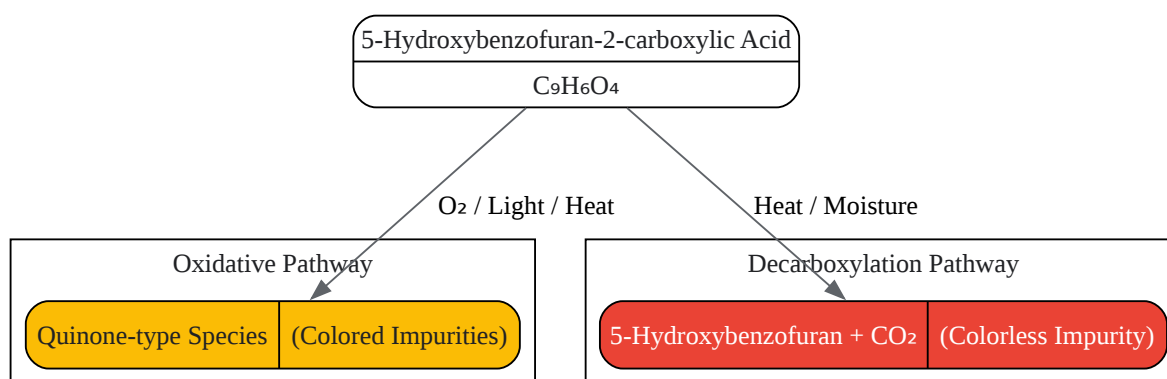 5-Hydroxybenzofuran-2-carboxylic Acid
C₉H₆O₄
O₂ / Light / Heat
Heat / Moisture
Oxidative Pathway
Decarboxylation Pathway
Quinone-type Species
(Colored Impurities)
5-Hydroxybenzofuran + CO₂
(Colorless Impurity)